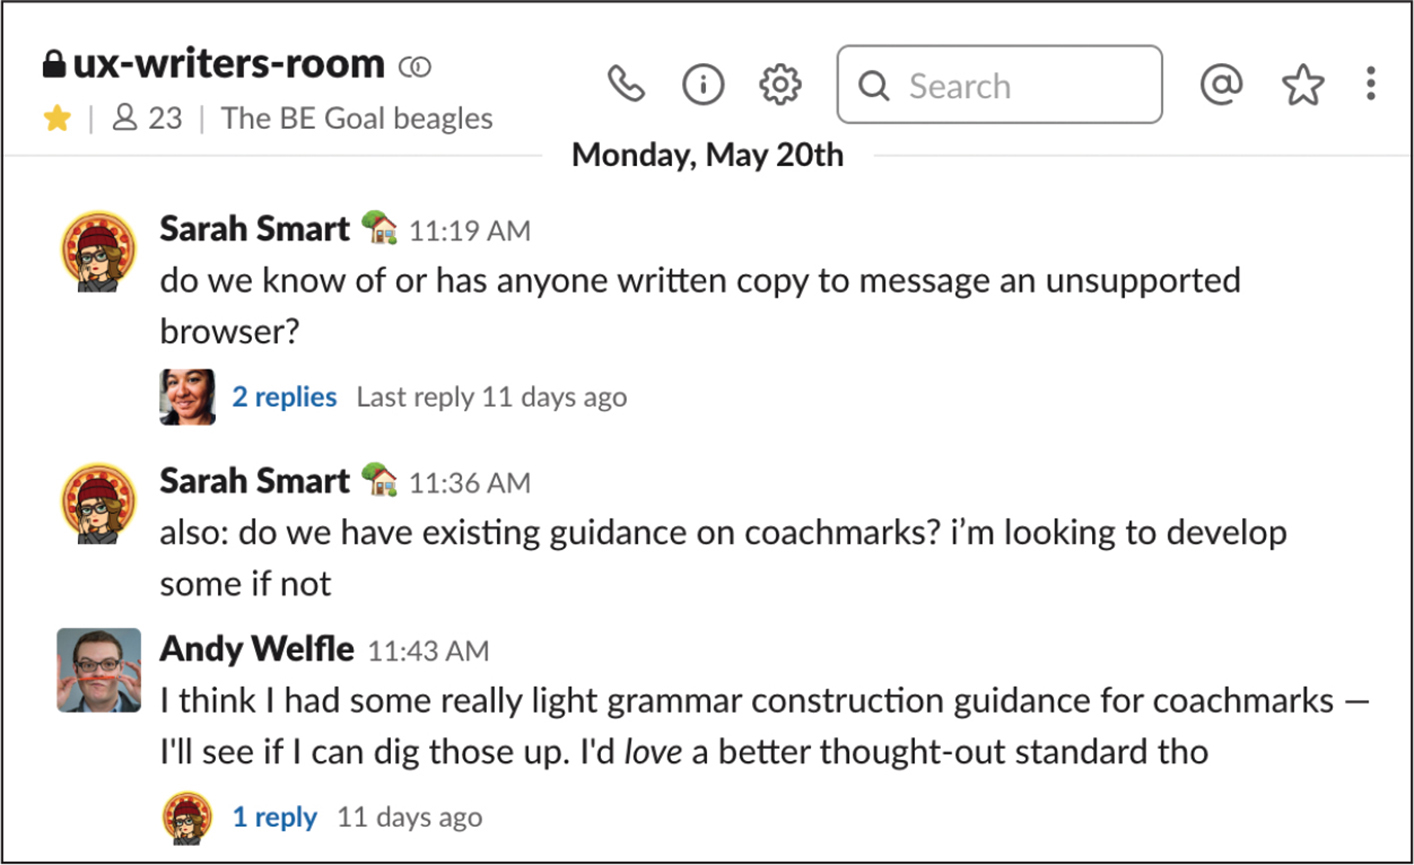 ux-writers-room
23 | The BE Goal beagles
Search
Monday, May 20th
Sarah Smart 11:19 AM
do we know of or has anyone written copy to message an unsupported
browser?
2 replies Last reply 11 days ago
Sarah Smart 11:36 AM
also: do we have existing guidance on coachmarks? i’m looking to develop
some if not
Andy Welfle 11:43 AM
I think I had some really light grammar construction guidance for coachmarks —
I'll see if I can dig those up. I'd love a better thought-out standard tho
1 reply 11 days ago